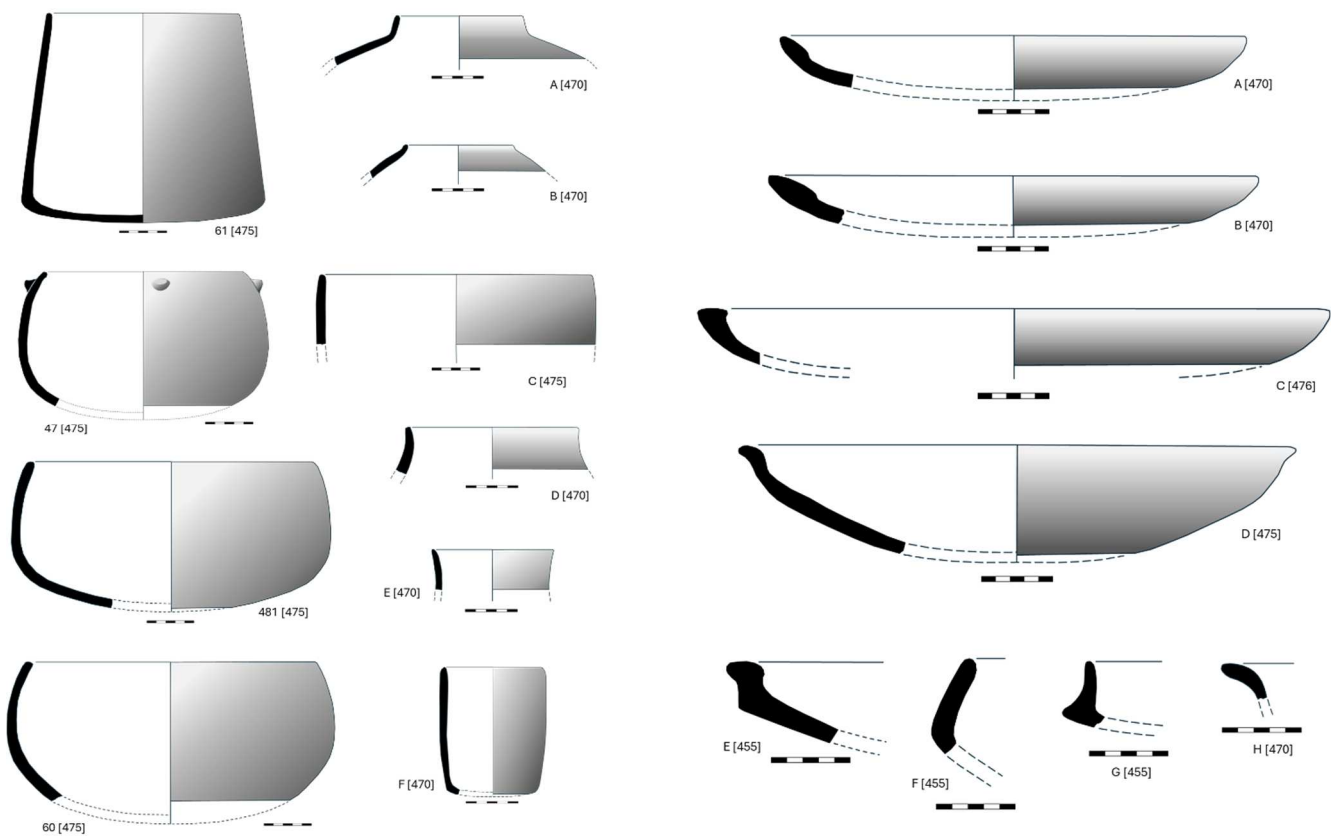 61 [475]
A [470]
B [470]
47 [475]
C [475]
D [470]
481 [475]
E [470]
F [470]
60 [475]
A [470]
B [470]
C [476]
D [475]
E [455]
F [455]
G [455]
H [470]